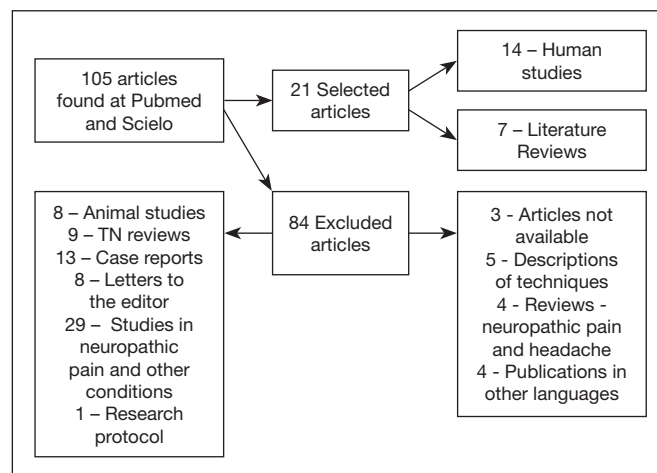 105 articles
found at Pubmed
and Scielo
21 Selected
articles
14 – Human
studies
7 – Literature
Reviews
84 Excluded
articles
8 – Animal studies
9 – TN reviews
13 – Case reports
8 – Letters to
the editor
29 –  Studies in
neuropathic
pain and other
conditions
1 – Research
protocol
3 - Articles not
available
5 - Descriptions
of techniques
4 - Reviews -
neuropathic pain
and headache
4 - Publications in
other languages